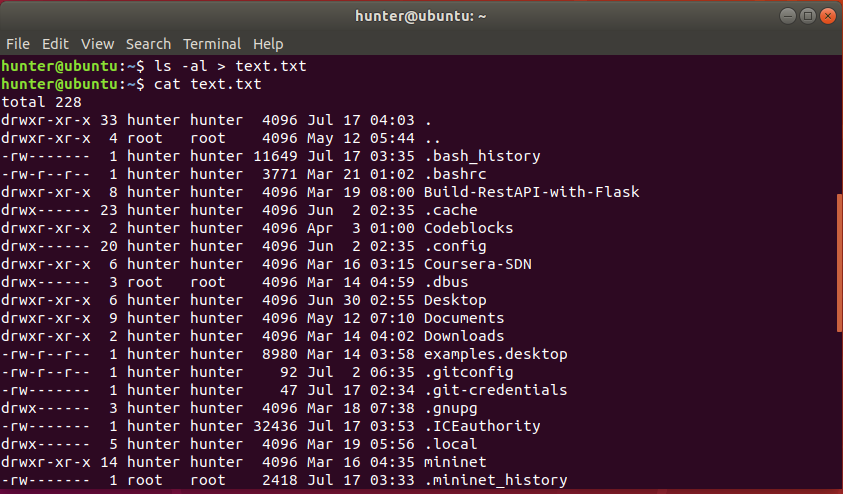 hunter@ubuntu: ~
File Edit View Search Terminal Help
hunter@ubuntu:~$ ls -al > text.txt
hunter@ubuntu:~$ cat text.txt
total 228
drwxr-xr-x 33 hunter hunter  4096 Jul 17 04:03 .
drwxr-xr-x  4 root   root    4096 May 12 05:44 ..
-rw-------  1 hunter hunter 11649 Jul 17 03:35 .bash_history
-rw-r--r--  1 hunter hunter  3771 Mar 21 01:02 .bashrc
drwxr-xr-x  8 hunter hunter  4096 Mar 19 08:00 Build-RestAPI-with-Flask
drwx------ 23 hunter hunter  4096 Jun  2 02:35 .cache
drwxr-xr-x  2 hunter hunter  4096 Apr  3 01:00 Codeblocks
drwx------ 20 hunter hunter  4096 Jun  2 02:35 .config
drwxr-xr-x  6 hunter hunter  4096 Mar 16 03:15 Coursera-SDN
drwx------  3 root   root    4096 Mar 14 04:59 .dbus
drwxr-xr-x  6 hunter hunter  4096 Jun 30 02:55 Desktop
drwxr-xr-x  9 hunter hunter  4096 May 12 07:10 Documents
drwxr-xr-x  2 hunter hunter  4096 Mar 14 04:02 Downloads
-rw-r--r--  1 hunter hunter  8980 Mar 14 03:58 examples.desktop
-rw-r--r--  1 hunter hunter    92 Jul  2 06:35 .gitconfig
-rw-------  1 hunter hunter    47 Jul 17 02:34 .git-credentials
drwx------  3 hunter hunter  4096 Mar 18 07:38 .gnupg
-rw-------  1 hunter hunter 32436 Jul 17 03:53 .ICEauthority
drwx------  5 hunter hunter  4096 Mar 19 05:56 .local
drwxr-xr-x 14 hunter hunter  4096 Mar 16 04:35 mininet
-rw-------  1 root   root    2418 Jul 17 03:33 .mininet_history